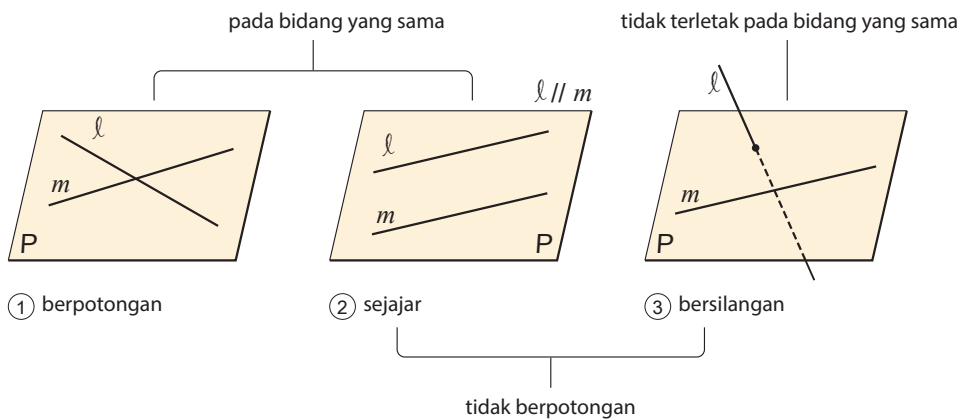 pada bidang yang sama
tidak terletak pada bidang yang sama
ℓ // m
ℓ
m
P
ℓ
m
P
ℓ
m
P
① berpotongan
② sejajar
③ bersilangan
tidak berpotongan